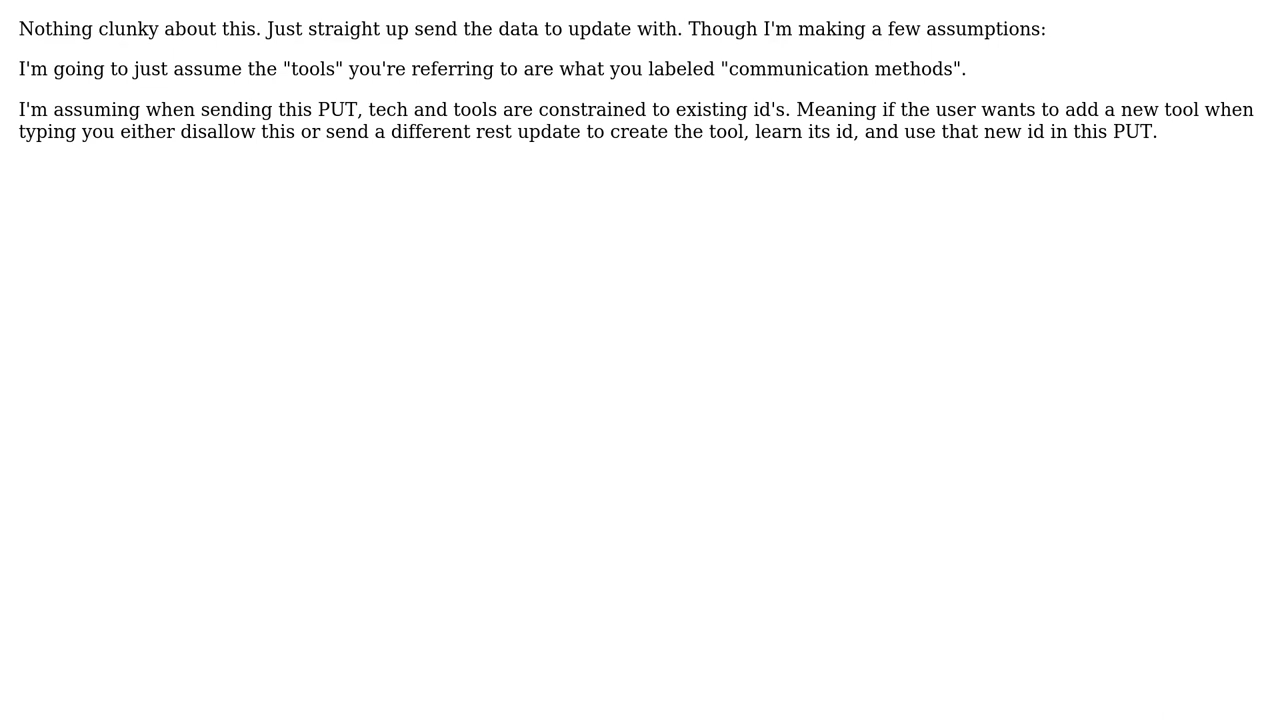 Nothing clunky about this. Just straight up send the data to update with. Though I'm making a few assumptions:
I'm going to just assume the "tools" you're referring to are what you labeled "communication methods".
I'm assuming when sending this PUT, tech and tools are constrained to existing id's. Meaning if the user wants to add a new tool when
typing you either disallow this or send a different rest update to create the tool, learn its id, and use that new id in this PUT.